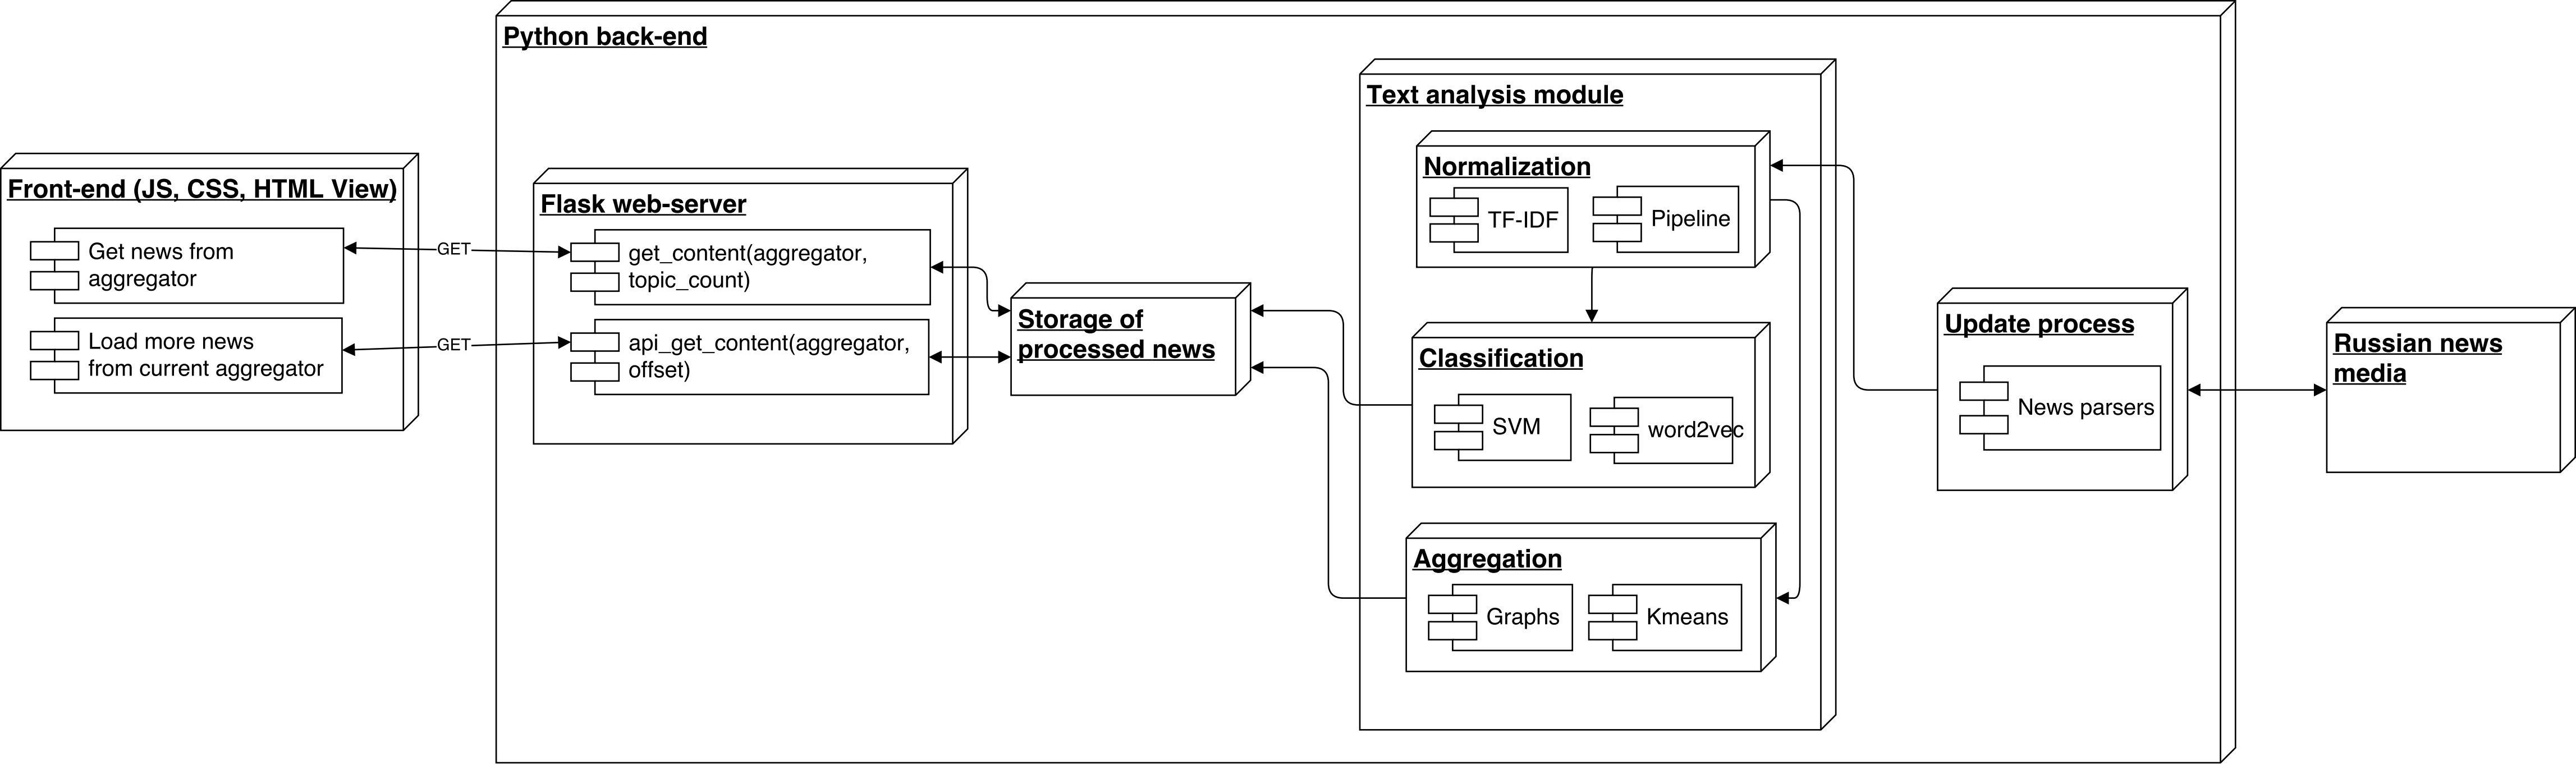 Python back-end
Front-end (JS, CSS, HTML View)
Get news from
aggregator
Load more news
from current aggregator
GET
GET
Flask web-server
get_content(aggregator,
topic_count)
api_get_content(aggregator,
offset)
Storage of
processed news
Text analysis module
Normalization
TF-IDF
Pipeline
Classification
SVM
word2vec
Aggregation
Graphs
Kmeans
Update process
News parsers
Russian news
media